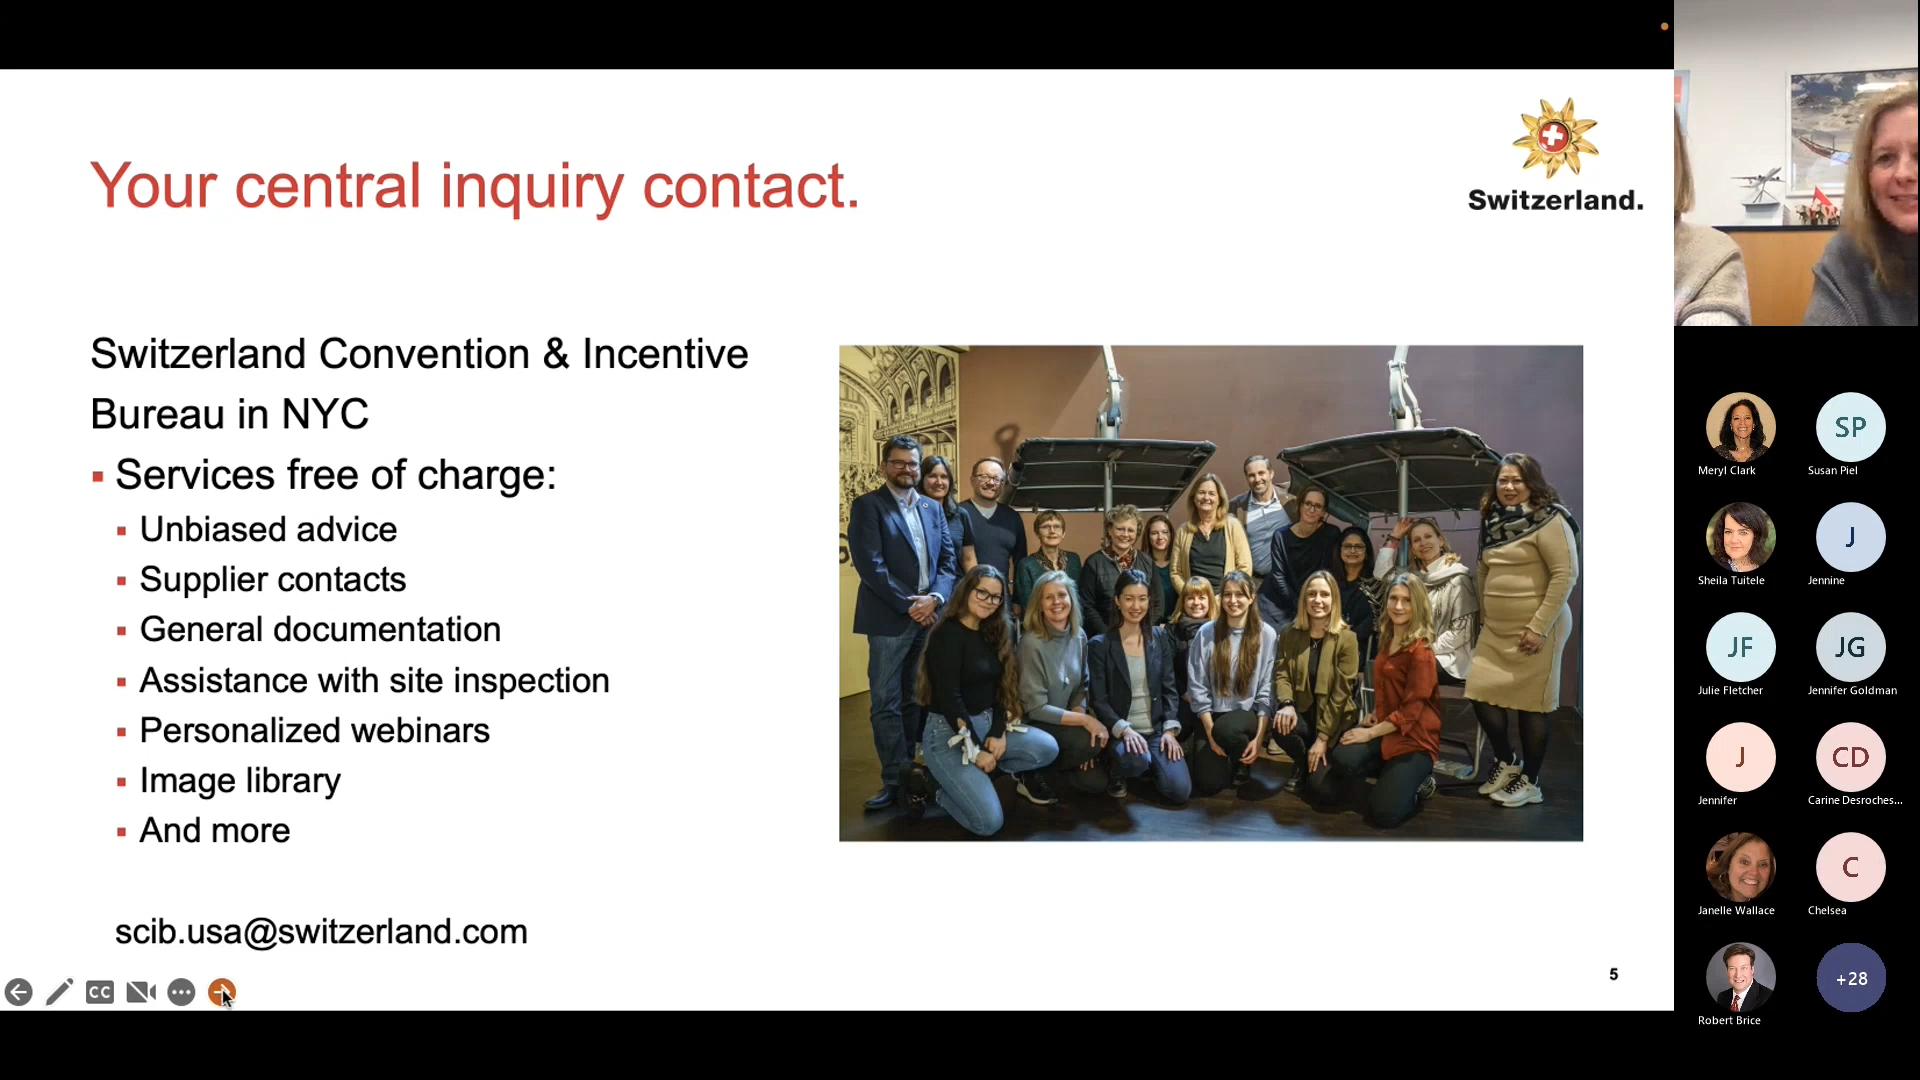 Your central inquiry contact.
Switzerland.
Switzerland Convention & Incentive
Bureau in NYC
Services free of charge:
Unbiased advice
Supplier contacts
General documentation
Assistance with site inspection
Personalized webinars
Image library
And more
scib.usa@switzerland.com
5
CC
Meryl Clark
SP
Susan Piel
Sheila Tuitele
J
Jennine
JF
Julie Fletcher
JG
Jennifer Goldman
J
Jennifer
CD
Carine Desroches...
Janelle Wallace
C
Chelsea
Robert Brice
+28